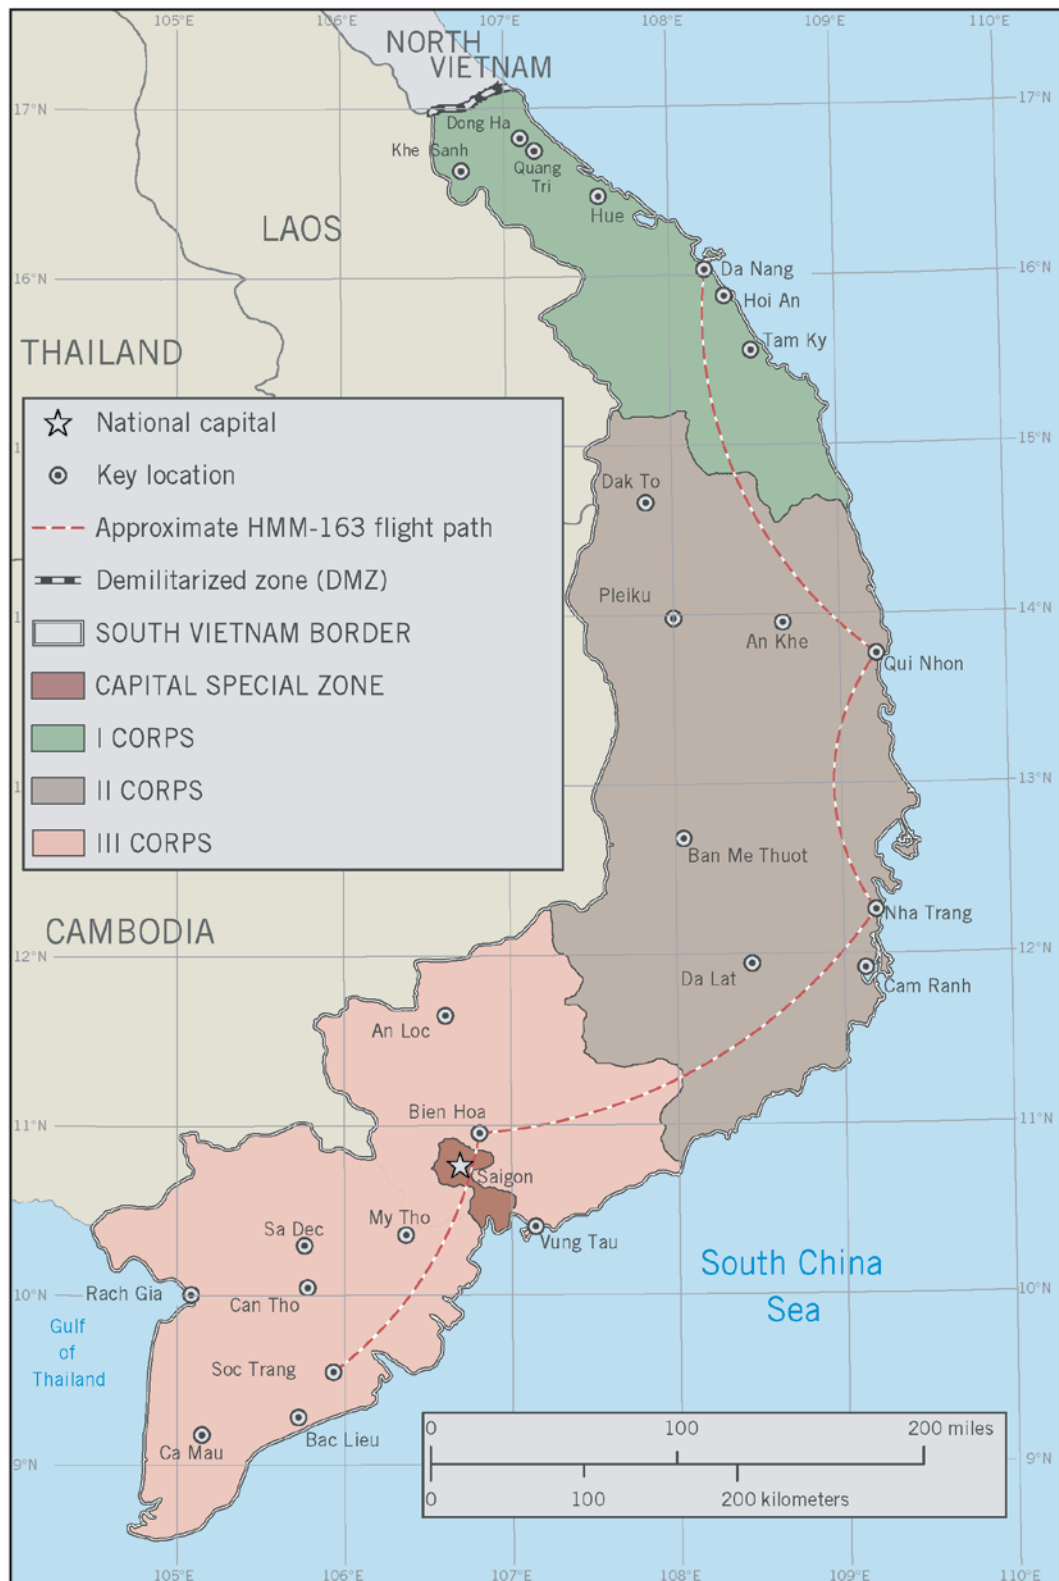 105°E
106°E
107°E
108°E
109°E
110°E
NORTH
VIETNAM
17°N
17°N
Dong Ha
Khe Sanh
Quang
Tri
Hue
LAOS
16°N
Da Nang
16°N
Hoi An
Tam Ky
THAILAND
National capital
15°N
Key location
Dak To
Approximate HMM-163 flight path
Demilitarized zone (DMZ)
Pleiku
14°N
SOUTH VIETNAM BORDER
An Khe
Qui Nhon
CAPITAL SPECIAL ZONE
I CORPS
13°N
II CORPS
III CORPS
Ban Me Thuot
Nha Trang
CAMBODIA
12°N
12°N
Da Lat
Cam Ranh
An Loc
Bien Hoa
11°N
11°N
Saigon
My Tho
Sa Dec
Vung Tau
South China
Sea
Rach Gia
10°N
10°N
Can Tho
Gulf
of
Thailand
Soc Trang
Bac Lieu
Ca Mau
9°N
9°N
0
100
200 miles
0
100
200 kilometers
105°E
106°E
107°E
108°E
109°E
110°E